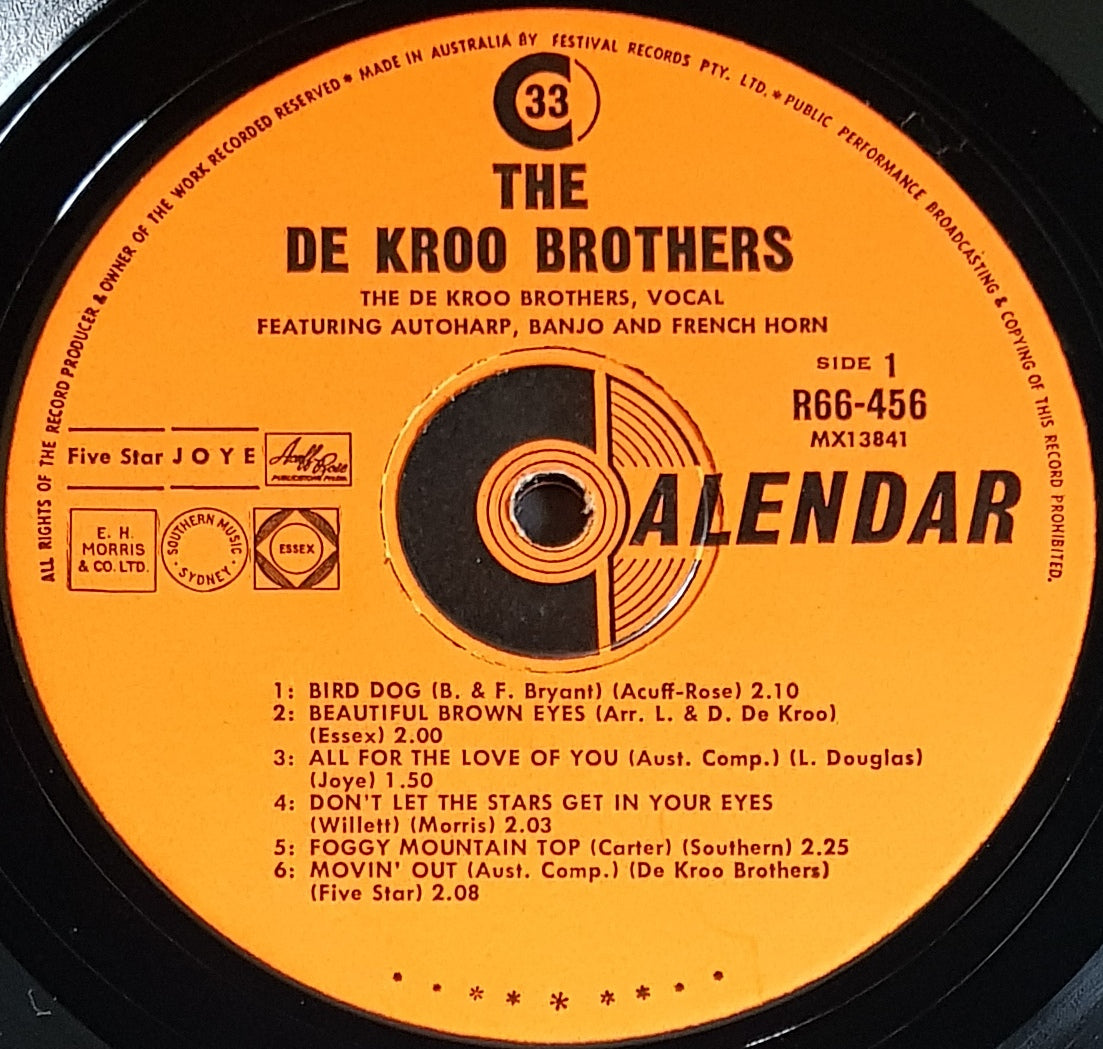 ALL RIGHTS OF THE RECORD PRODUCER & OWNER OF THE WORK RECORDED RESERVED * MADE IN AUSTRALIA BY FESTIVAL RECORDS PTY. LTD. * PUBLIC PERFORMANCE BROADCASTING & COPYING OF THIS RECORD PROHIBITED.
33
THE
DE KROO BROTHERS
THE DE KROO BROTHERS, VOCAL
FEATURING AUTOHARP, BANJO AND FRENCH HORN
SIDE 1
R66-456
MX13841
Five Star JOYE Acuff-Rose
CALENDAR
E. H.
MORRIS
& CO. LTD.
SOUTHERN MUSIC
· SYDNEY ·
ESSEX
1: BIRD DOG (B. & F. Bryant) (Acuff-Rose) 2.10
2: BEAUTIFUL BROWN EYES (Arr. L. & D. De Kroo)
(Essex) 2.00
3: ALL FOR THE LOVE OF YOU (Aust. Comp.) (L. Douglas)
(Joye) 1.50
4: DON'T LET THE STARS GET IN YOUR EYES
(Willett) (Morris) 2.03
5: FOGGY MOUNTAIN TOP (Carter) (Southern) 2.25
6: MOVIN' OUT (Aust. Comp.) (De Kroo Brothers)
(Five Star) 2.08